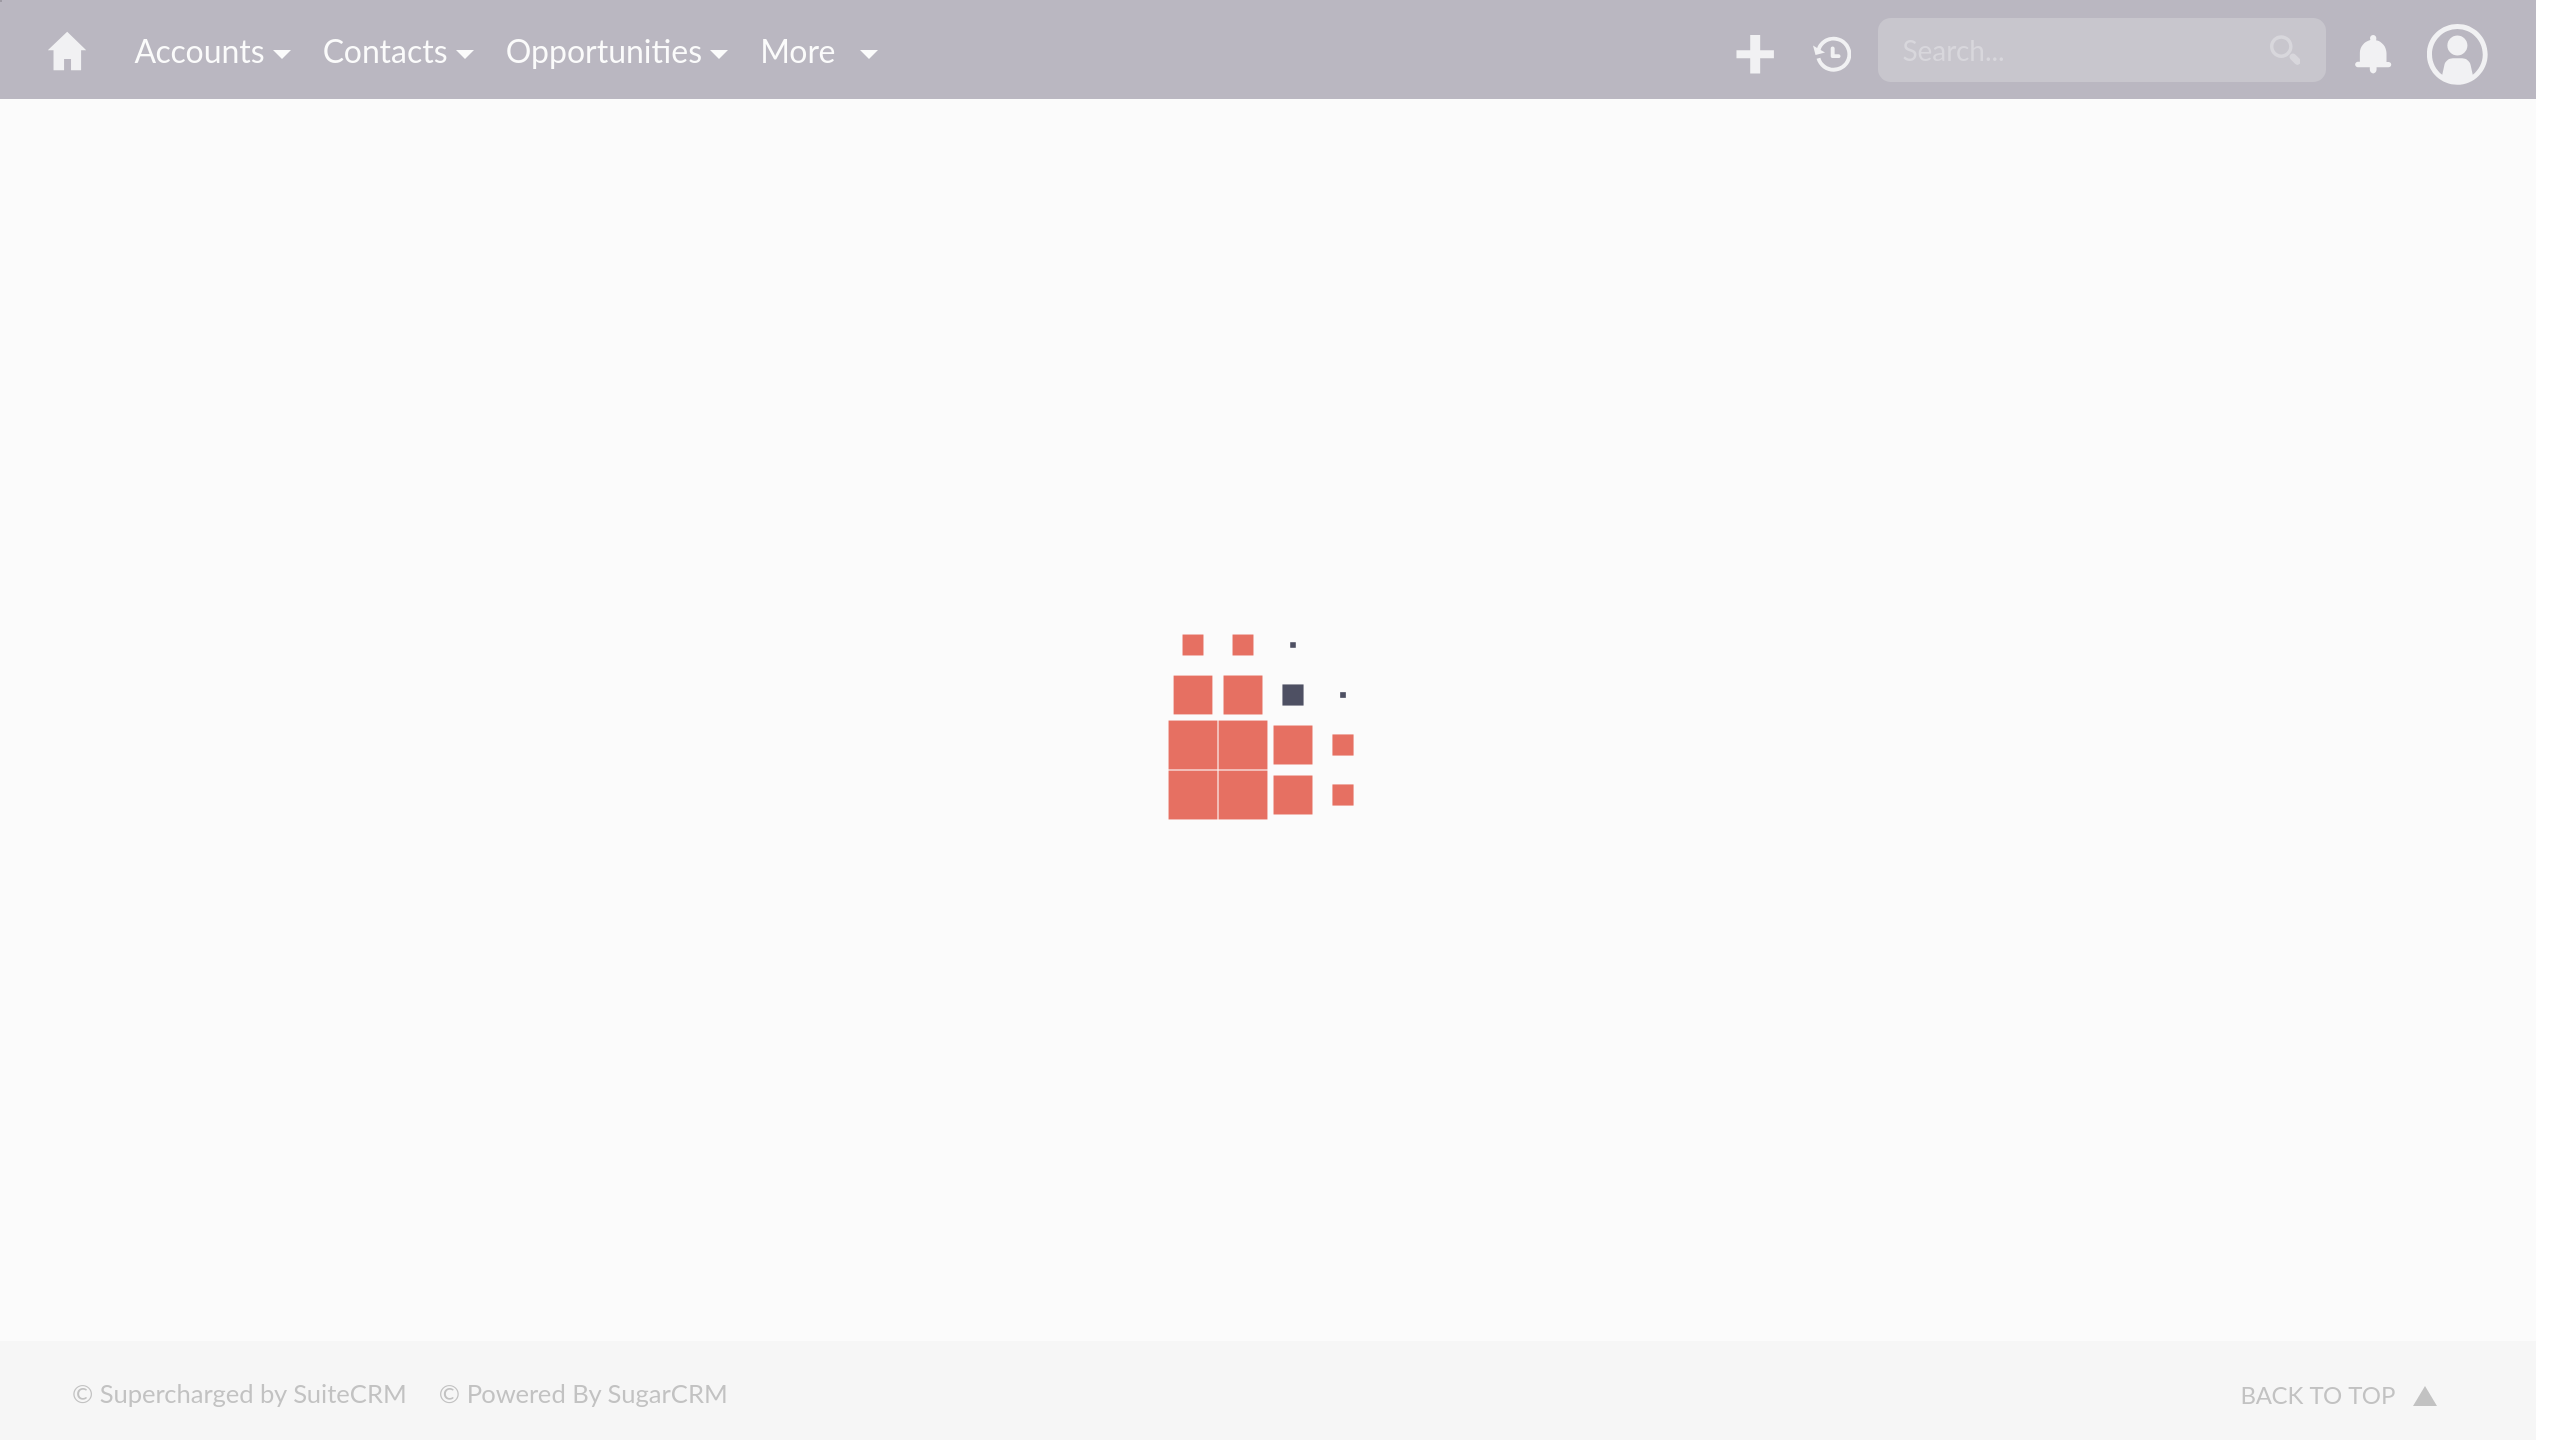 Accounts Contacts Opportunities More Search...
© Supercharged by SuiteCRM © Powered By SugarCRM BACK TO TOP